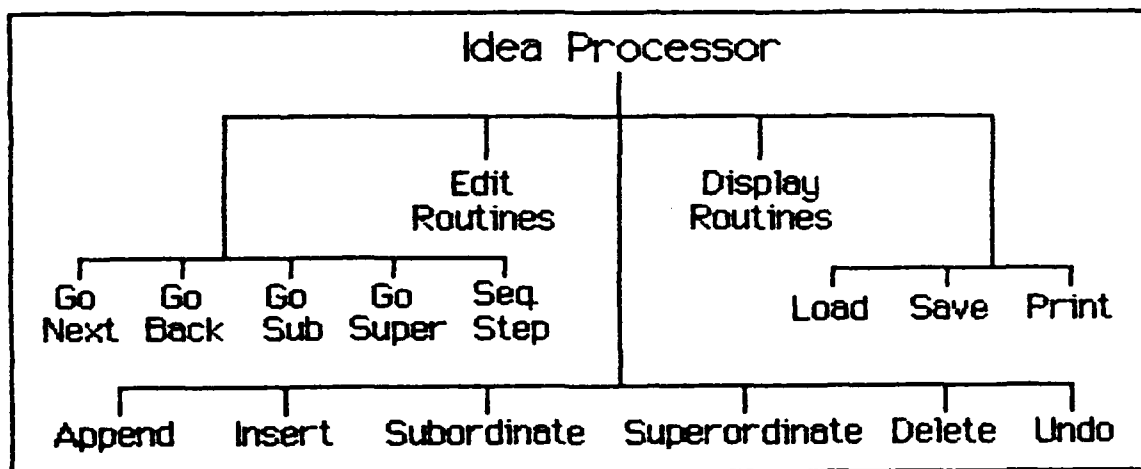 Idea Processor
Edit
Routines
Display
Routines
Go
Next
Go
Back
Go
Sub
Go
Super
Seq
Step
Load
Save
Print
Append
Insert
Subordinate
Superordinate
Delete
Undo